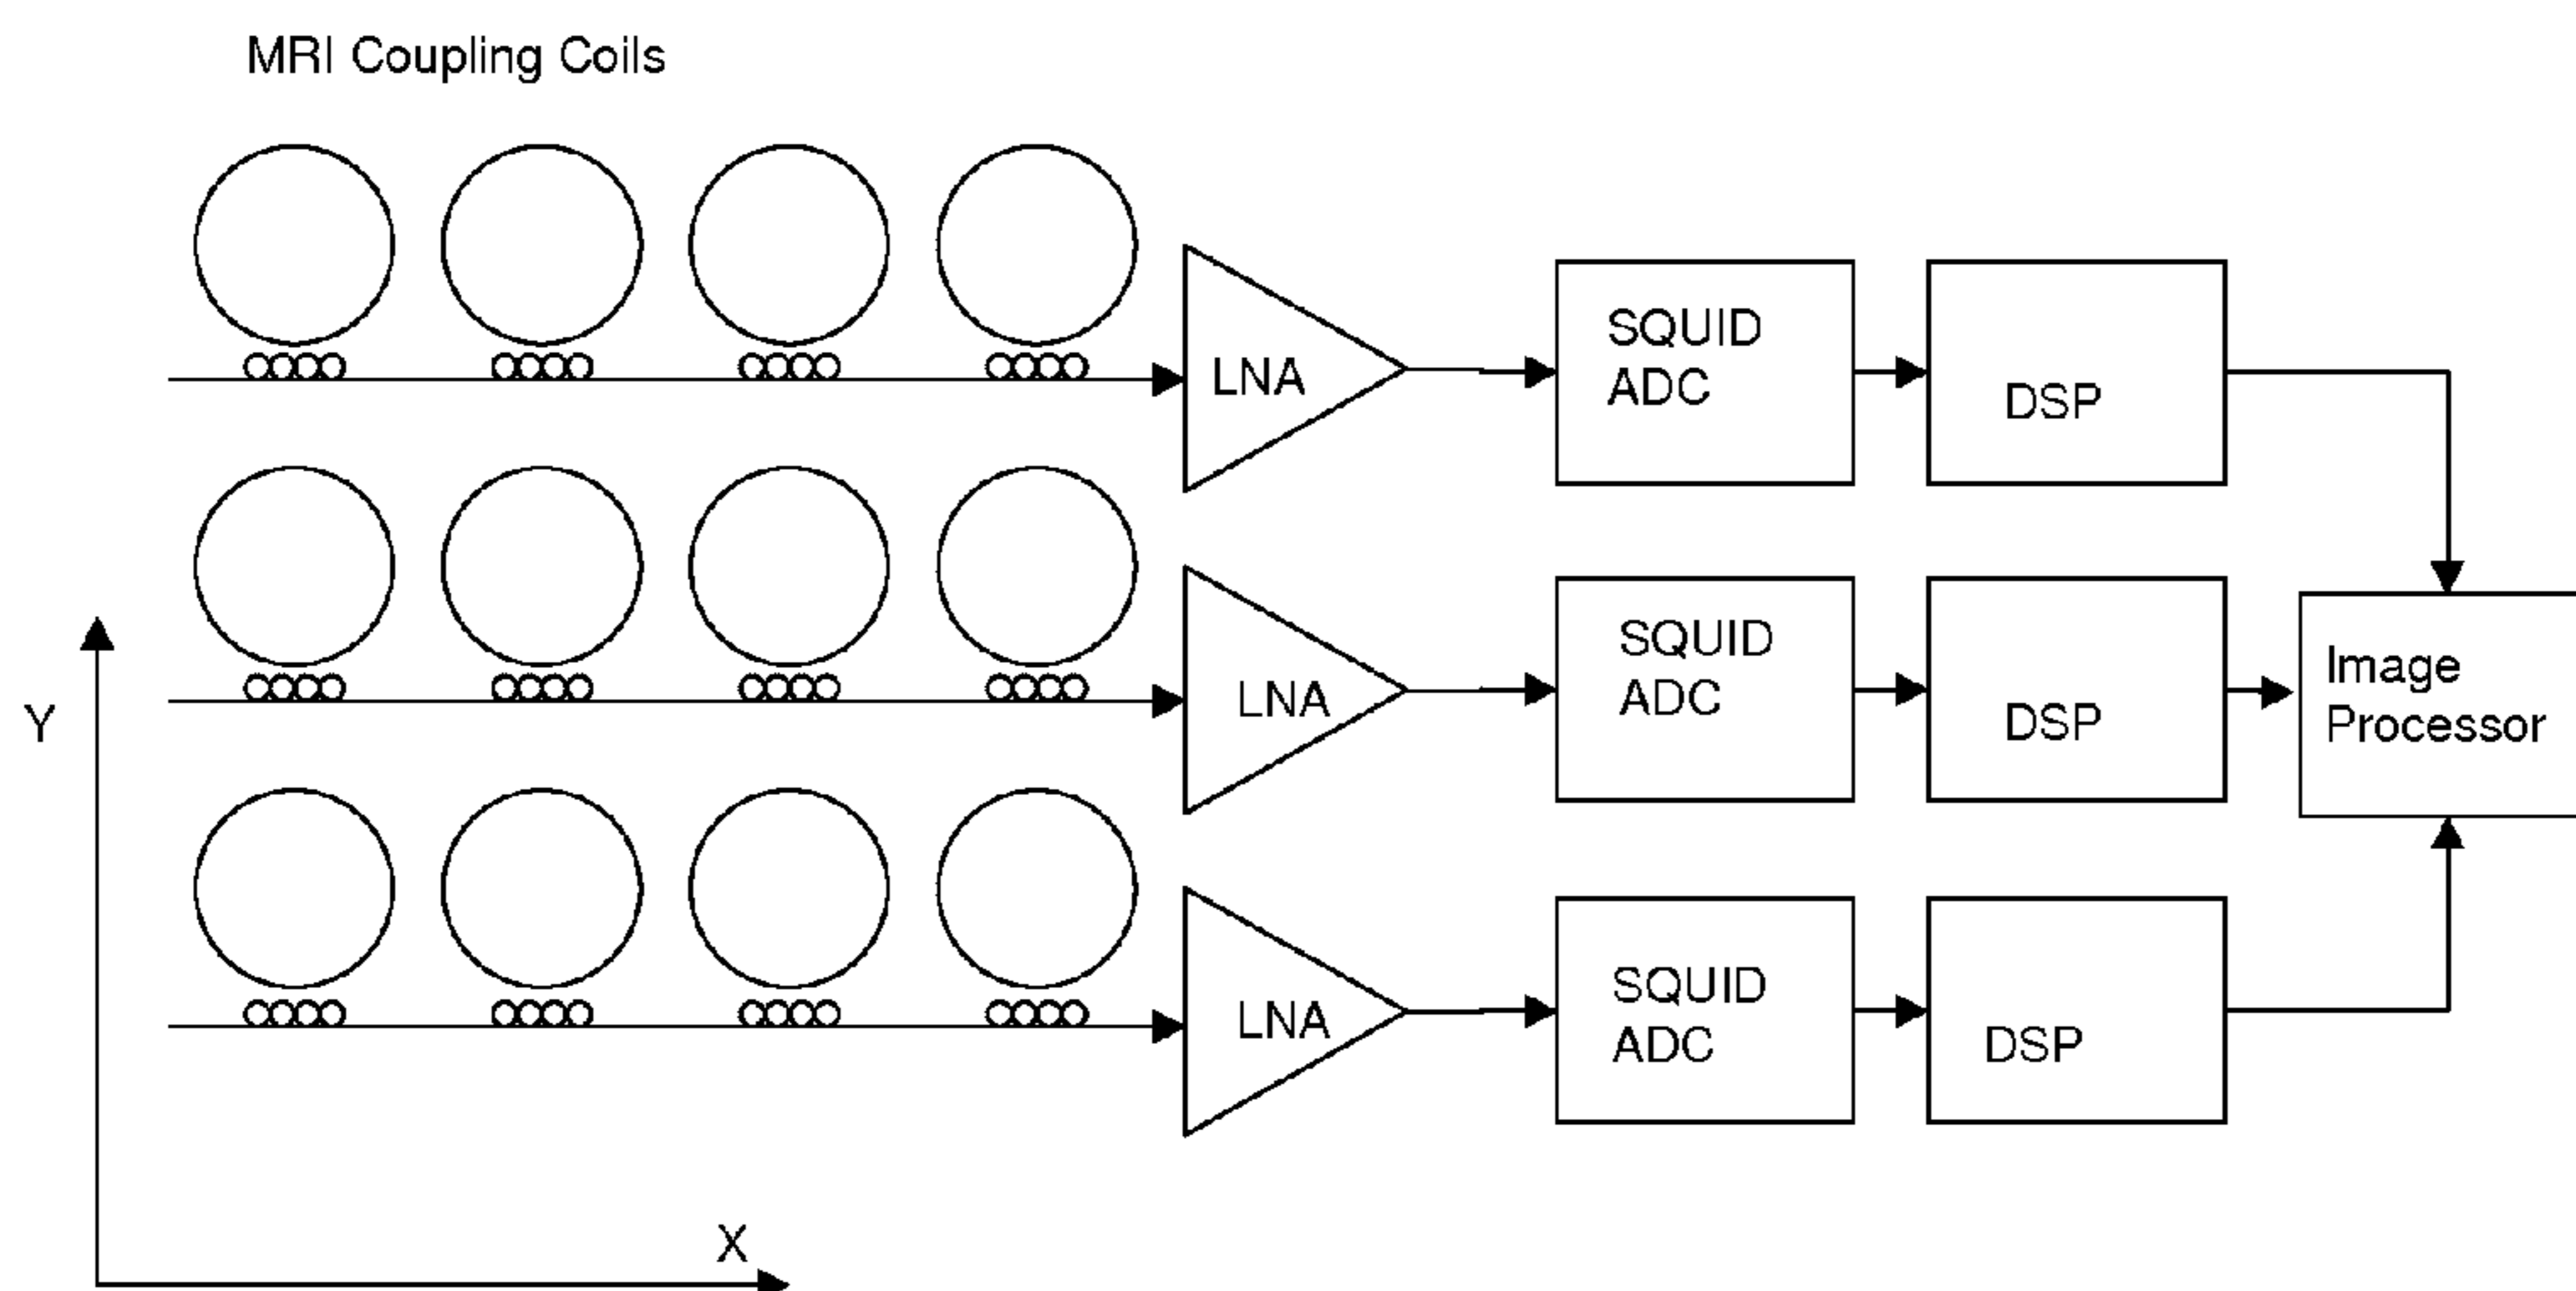 MRI Coupling Coils
LNA
SQUID
ADC
DSP
LNA
SQUID
ADC
DSP
Image
Processor
Y
LNA
SQUID
ADC
DSP
X